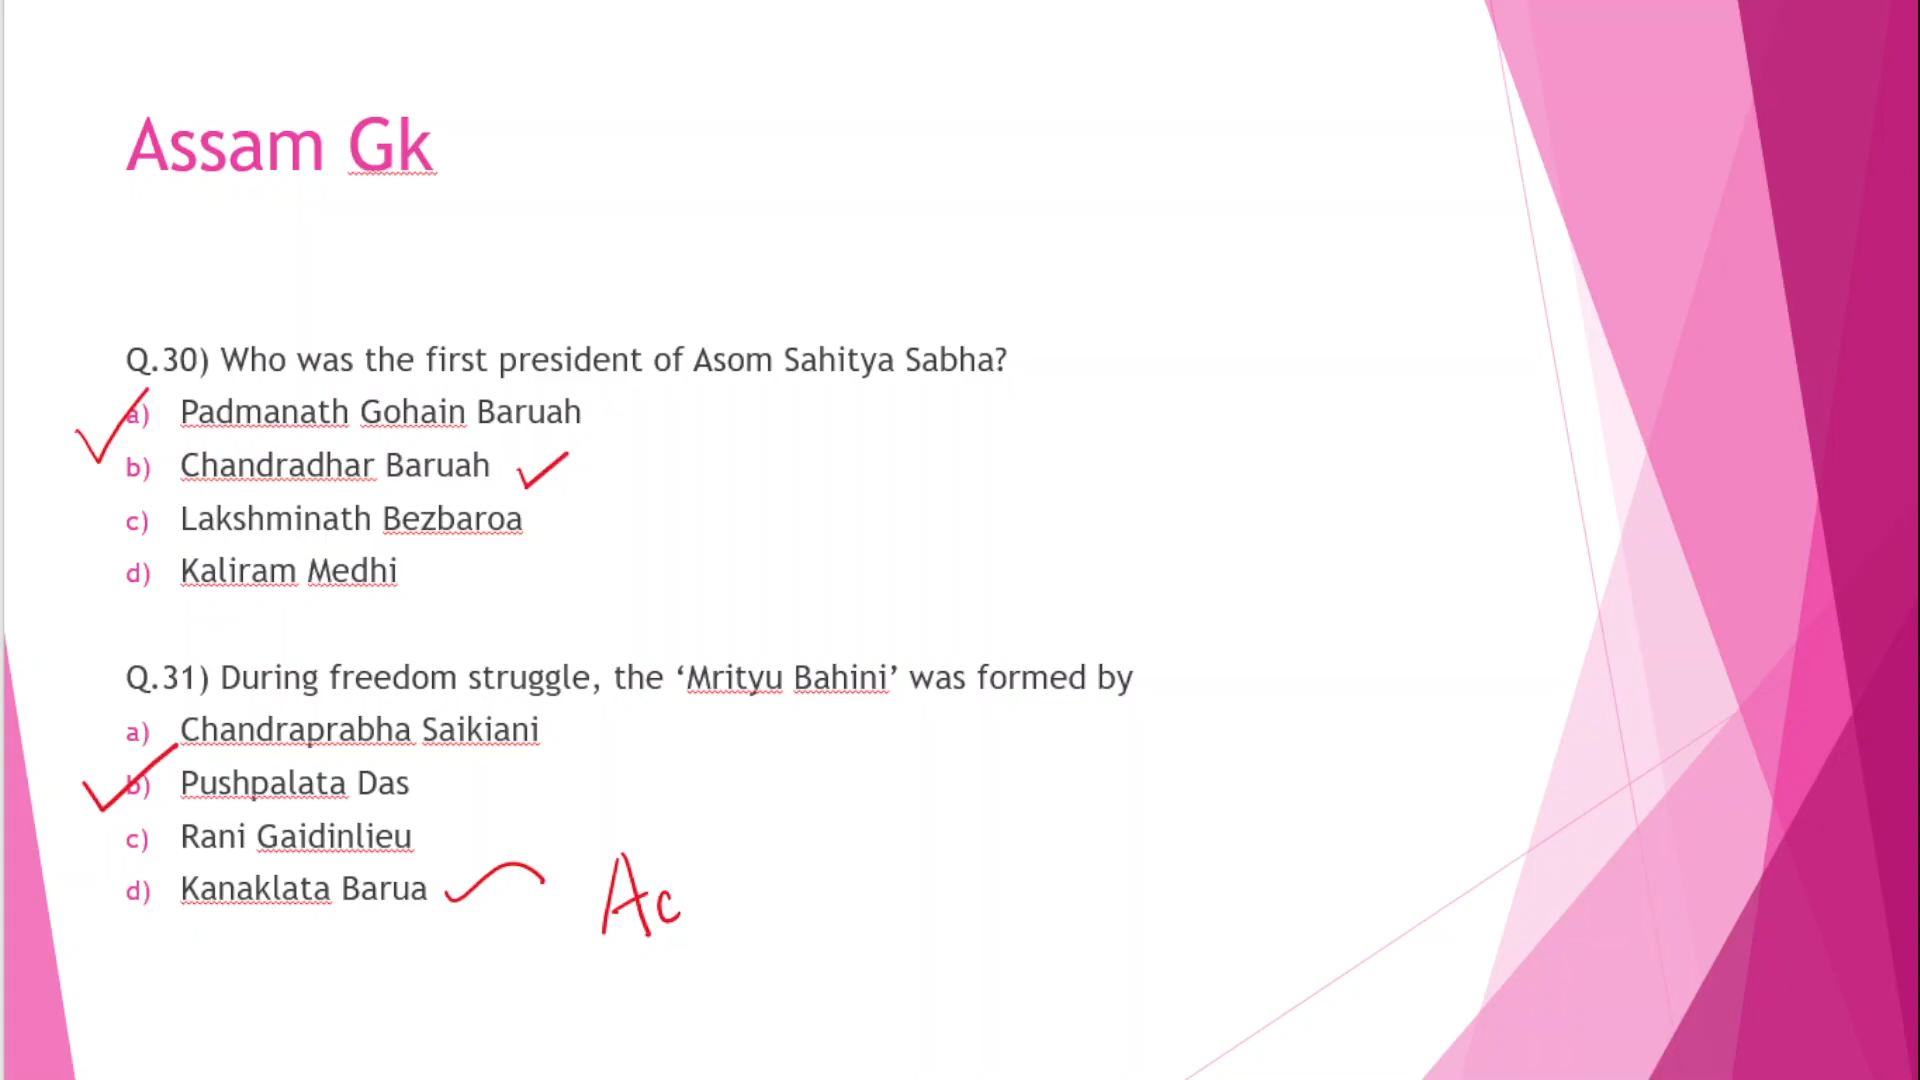 Assam Gk
Q.30) Who was the first president of Asom Sahitya Sabha?
a) Padmanath Gohain Baruah
b) Chandradhar Baruah
c) Lakshminath Bezbaroa
d) Kaliram Medhi
Q.31) During freedom struggle, the ‘Mrityu Bahini’ was formed by
a) Chandraprabha Saikiani
b) Pushpalata Das
c) Rani Gaidinlieu
d) Kanaklata Barua
Ac